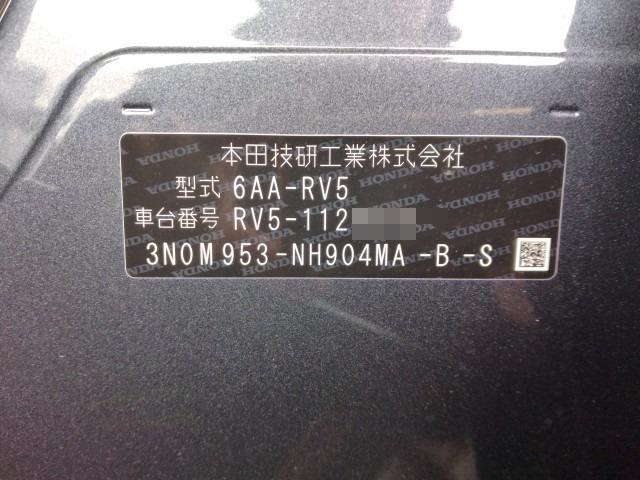 本田技研工業株式会社
型式 6AA-RV5
車台番号 RV5-112
3N0M953-NH904MA -B -S